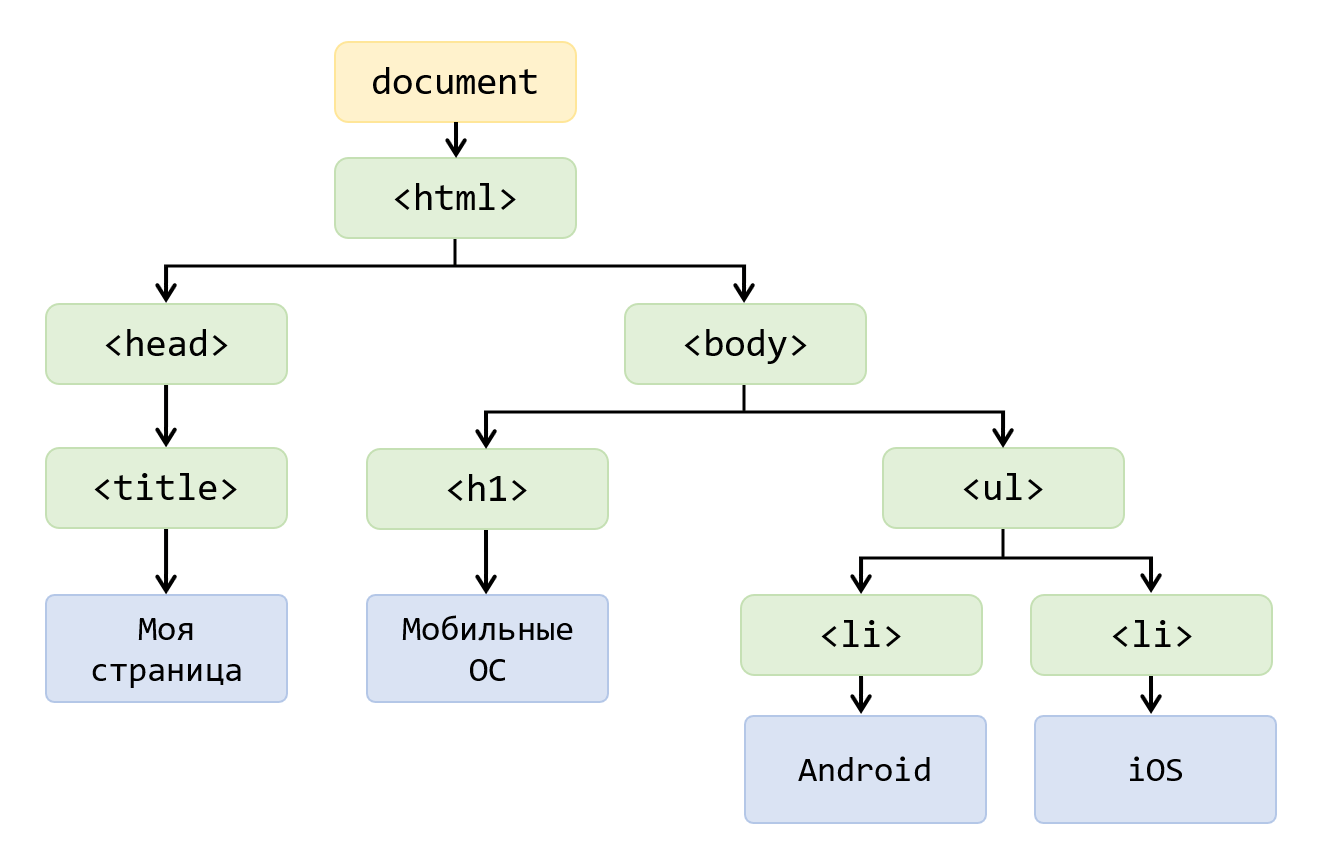 document
<html>
<head>
<body>
<title>
<h1>
<ul>
Моя
страница
Мобильные
ОС
<li>
<li>
Android
iOS